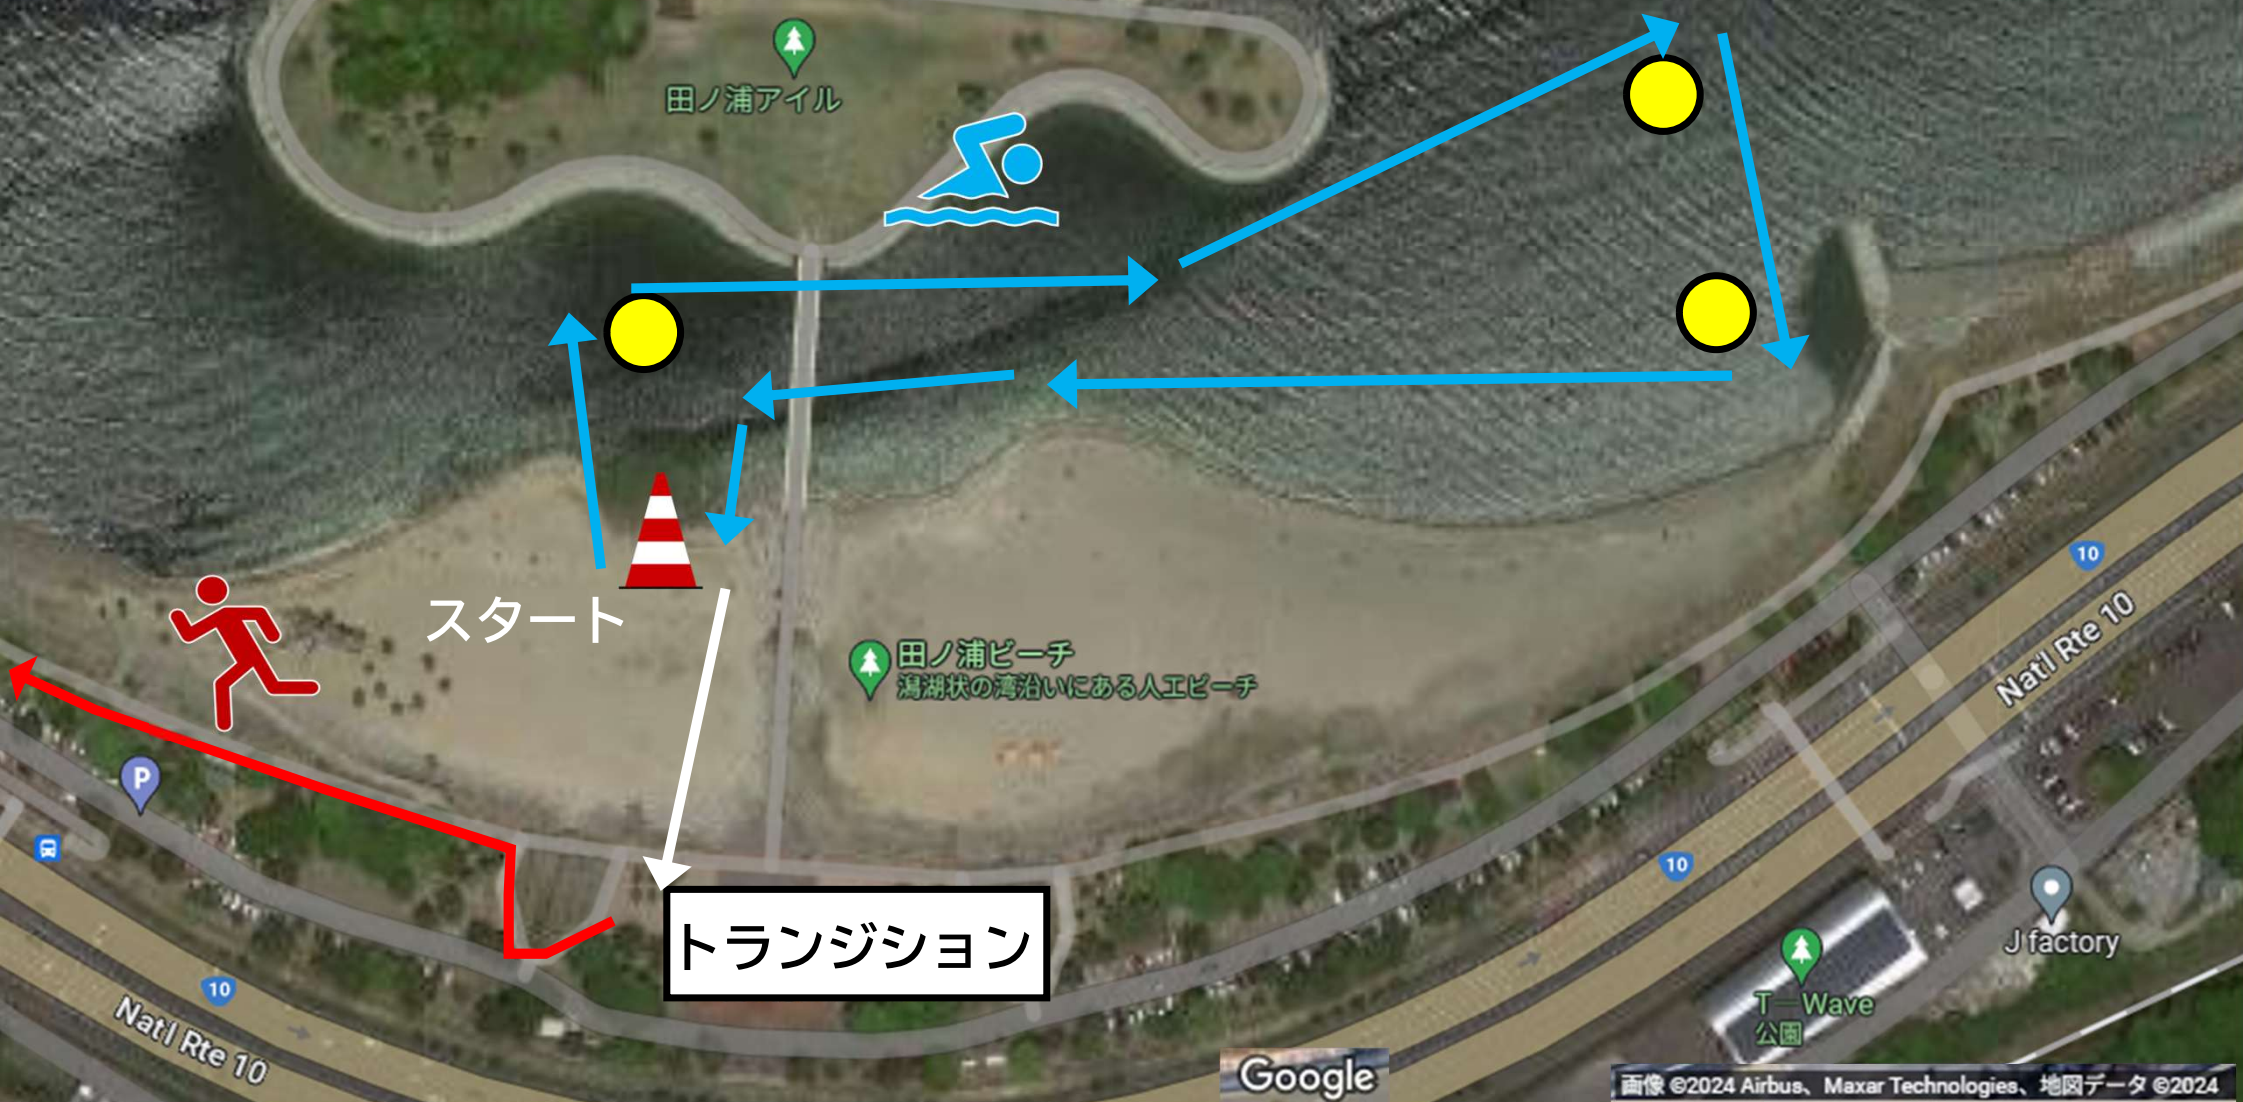 田ノ浦アイル
スタート
田ノ浦ビーチ
潟湖状の湾沿いにある人工ビーチ
10
Nat'l Rte 10
P
トランジション
10
10
Nat'l Rte 10
J factory
T—Wave
公園
Google
画像 ©2024 Airbus、Maxar Technologies、地図データ ©2024